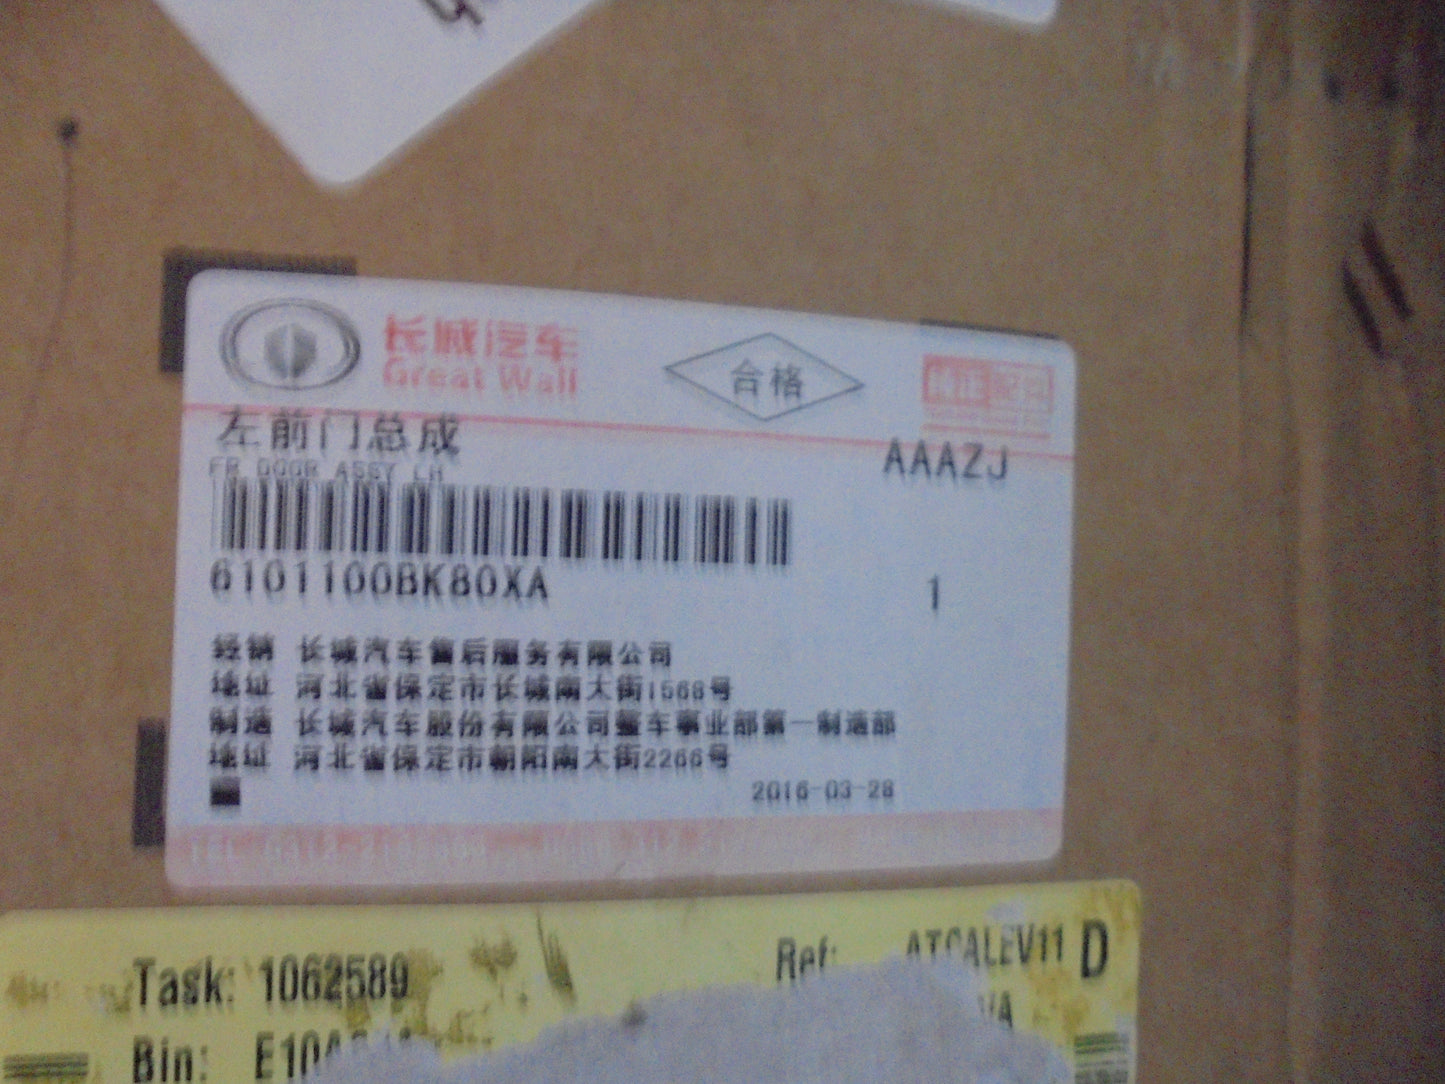 长城汽车
Great Wall
合格
左前门总成
AAAZJ
FR DOOR ASSY LH
6101100BK80XA
1
经销 长城汽车售后服务有限公司
地址 河北省保定市长城南大街1568号
制造 长城汽车股份有限公司整车事业部第一制造部
地址 河北省保定市朝阳南大街2266号
2016-03-28
Task: 1062589
Ref: ATCALEV11 D
Bin: